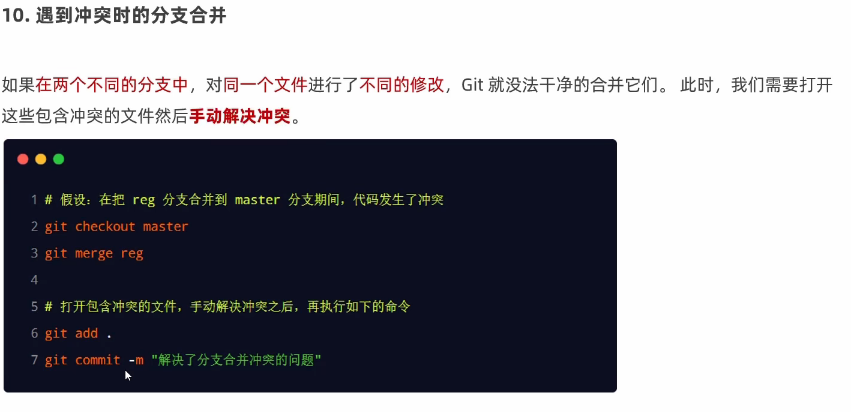 10. 遇到冲突时的分支合并
如果在两个不同的分支中，对同一个文件进行了不同的修改，Git 就没法干净的合并它们。 此时，我们需要打开
这些包含冲突的文件然后手动解决冲突。
1 # 假设：在把 reg 分支合并到 master 分支期间，代码发生了冲突
2 git checkout master
3 git merge reg
4
5 # 打开包含冲突的文件，手动解决冲突之后，再执行如下的命令
6 git add .
7 git commit -m "解决了分支合并冲突的问题"